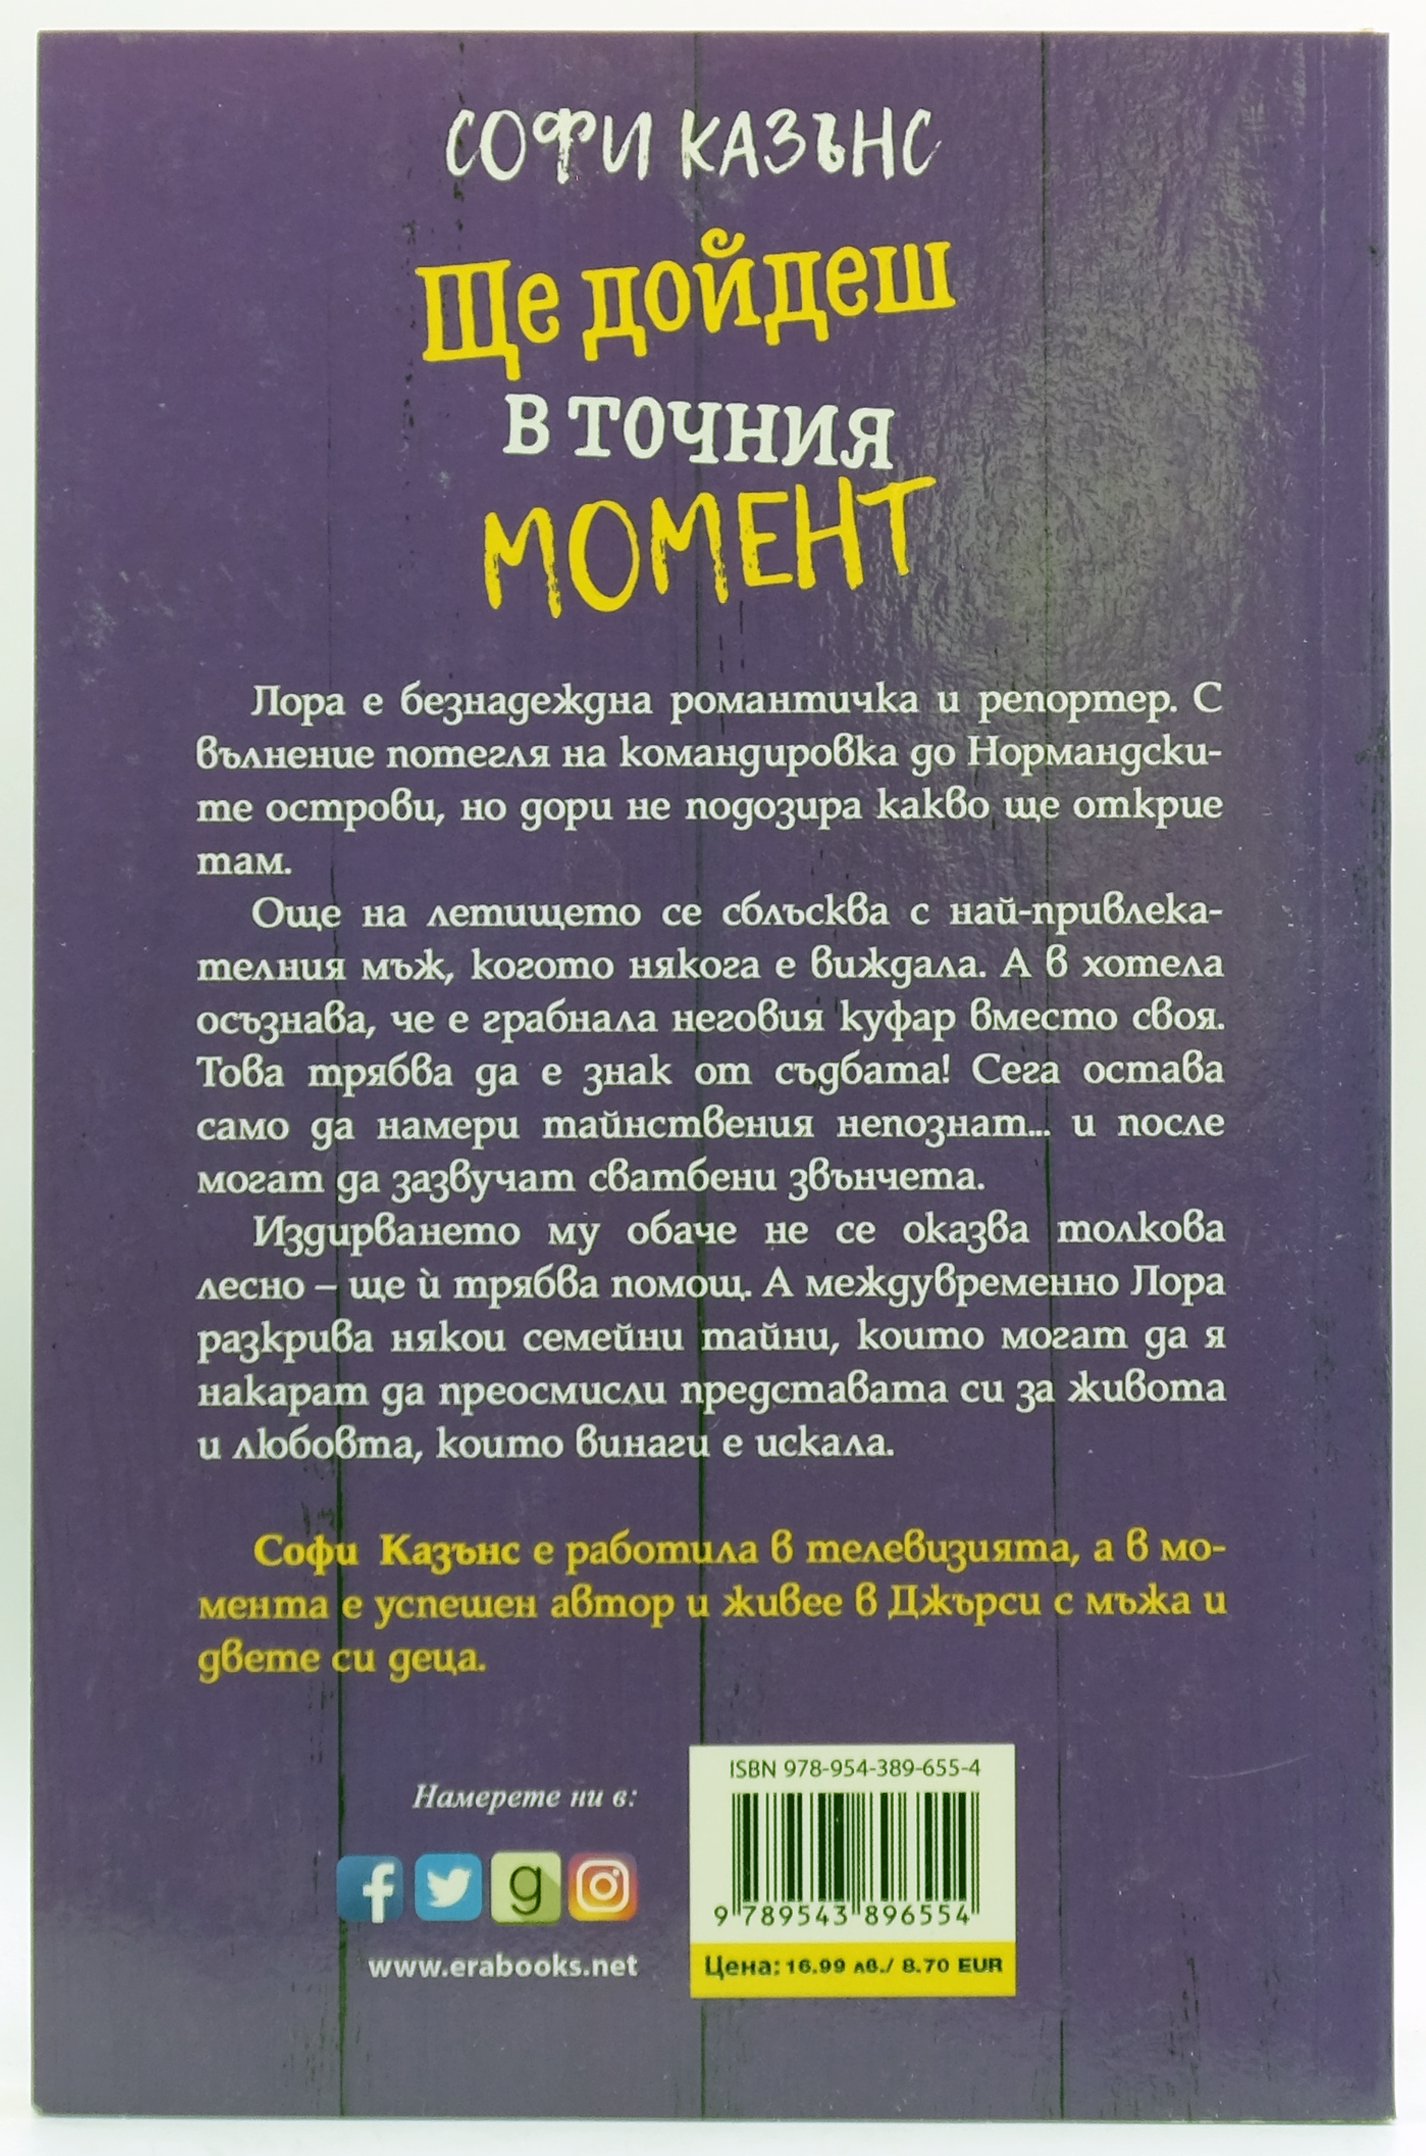 СОФИ КАЗЪНС
Ще дойдеш
в точния
МОМЕНТ
Лора е безнадеждна романтичка и репортер. С
вълнение потегля на командировка до Нормандски-
те острови, но дори не подозира какво ще открие
там.
Още на летището се сблъсква с най-привлека-
телния мъж, когото някога е виждала. А в хотела
осъзнава, че е грабнала неговия куфар вместо своя.
Това трябва да е знак от съдбата! Сега остава
само да намери тайнствения непознат... и после
могат да зазвучат сватбени звънчета.
Издирването му обаче не се оказва толкова
лесно – ще ѝ трябва помощ. А междувременно Лора
разкрива някои семейни тайни, които могат да я
накарат да преосмисли представата си за живота
и любовта, които винаги е искала.
Софи Казънс е работила в телевизията, а в мо-
мента е успешен автор и живее в Джърси с мъжа и
двете си деца.
Намерете ни в:
www.erabooks.net
ISBN 978-954-389-655-4
9 789543 896554
Цена: 16.99 лв./ 8.70 EUR